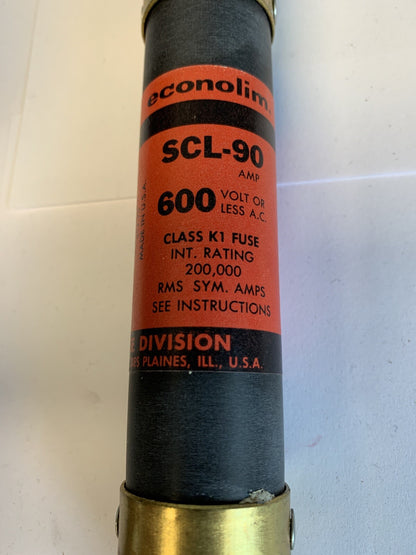 econolim.
SCL-90
AMP
600 VOLT OR
LESS A.C.
MADE IN U.S.A.
CLASS K1 FUSE
INT. RATING
200,000
RMS SYM. AMPS
SEE INSTRUCTIONS
DIVISION
PLAINES, ILL., U.S.A.